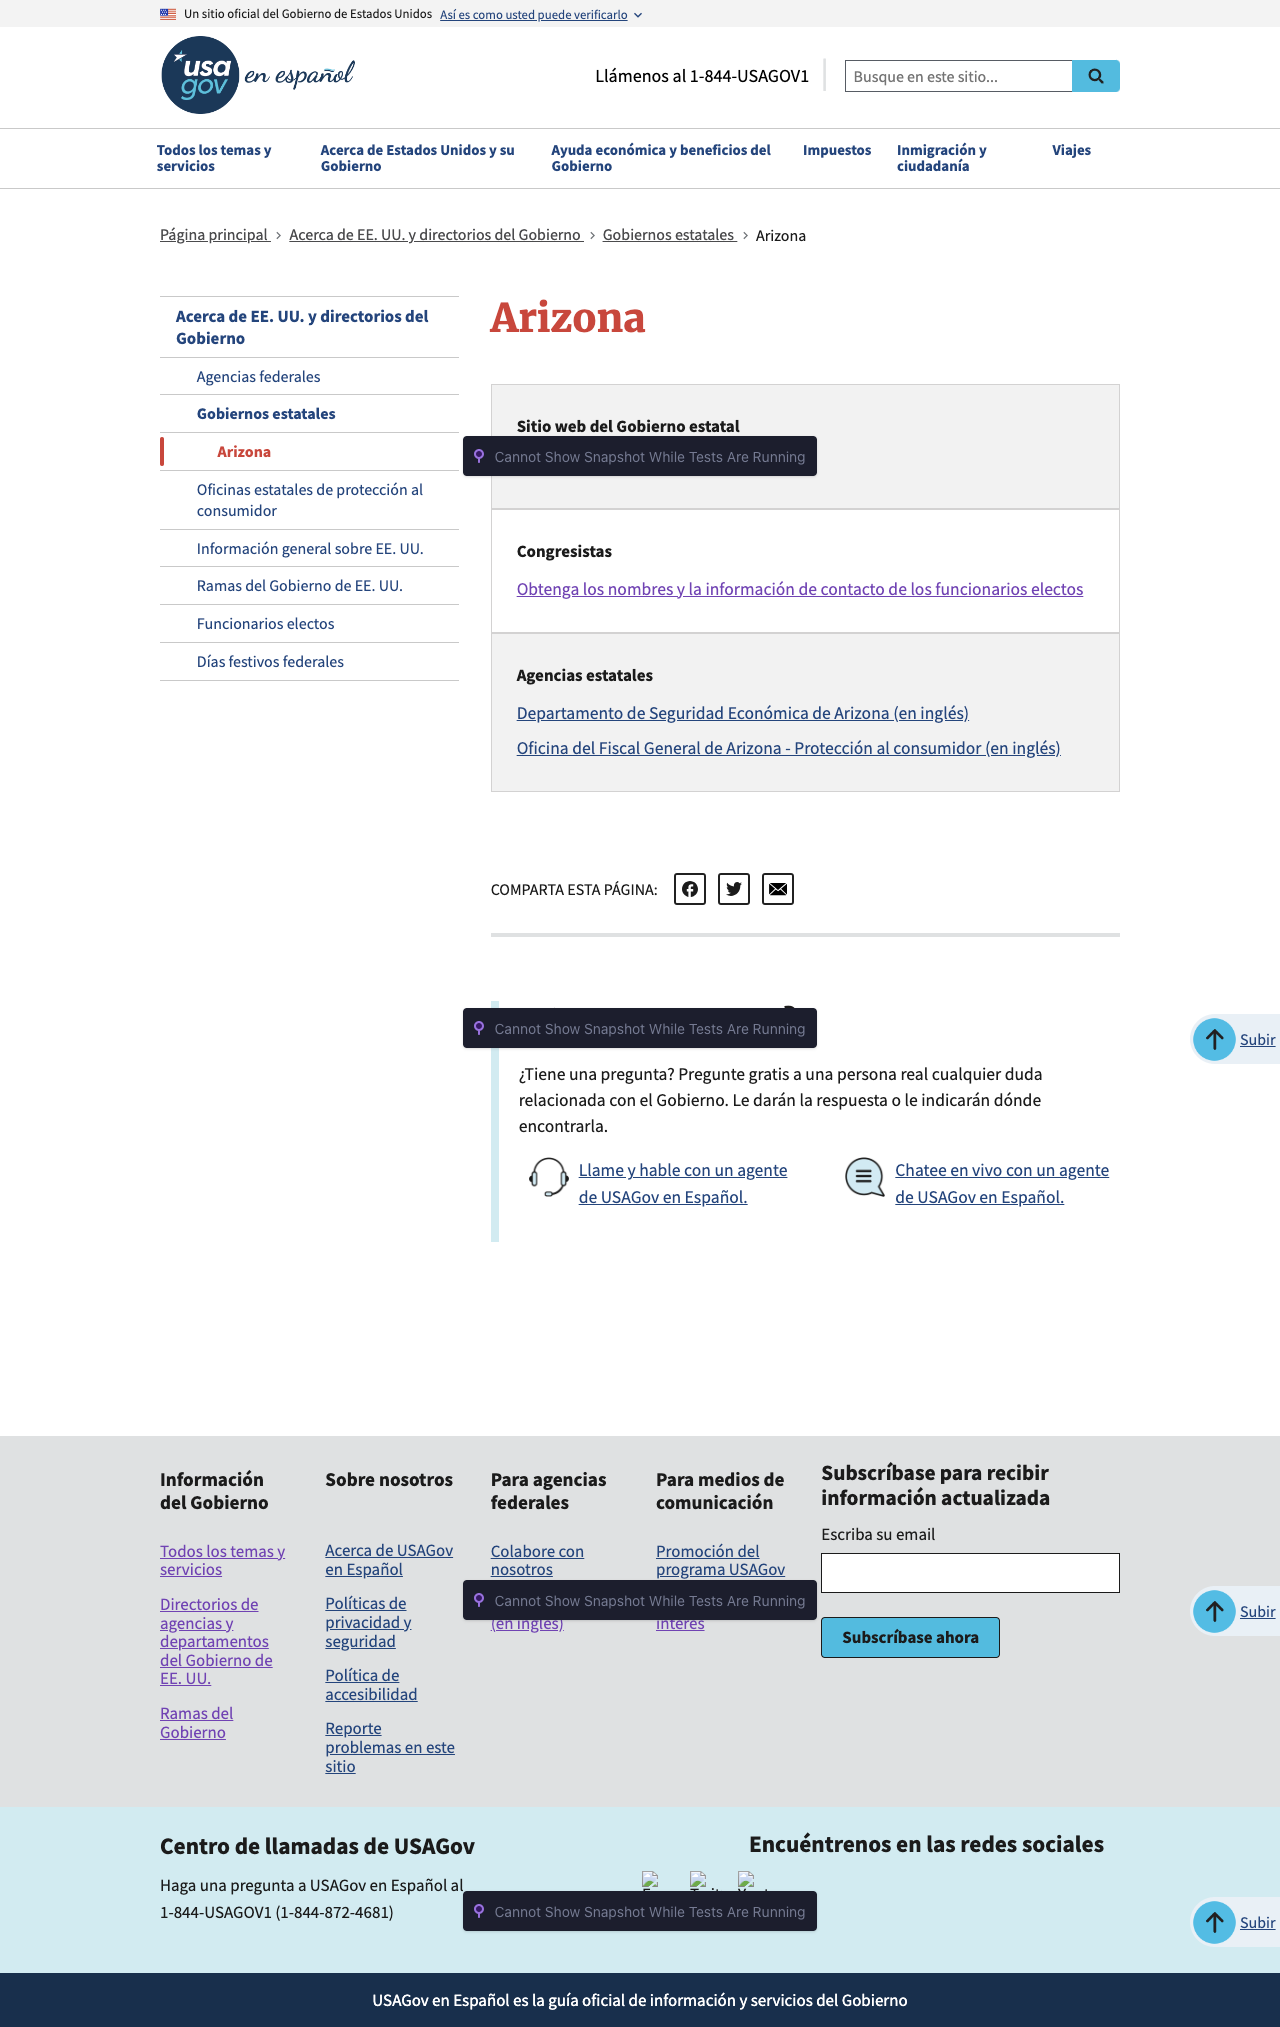 Un sitio oficial del Gobierno de Estados Unidos Así es como usted puede verificarlo
usa gov en español
Llámenos al 1-844-USAGOV1
Busque en este sitio...
Todos los temas y servicios
Acerca de Estados Unidos y su Gobierno
Ayuda económica y beneficios del Gobierno
Impuestos
Inmigración y ciudadanía
Viajes
Página principal > Acerca de EE. UU. y directorios del Gobierno > Gobiernos estatales > Arizona
Acerca de EE. UU. y directorios del
Gobierno
Agencias federales
Gobiernos estatales
Arizona
Oficinas estatales de protección al
consumidor
Información general sobre EE. UU.
Ramas del Gobierno de EE. UU.
Funcionarios electos
Días festivos federales
Arizona
Sitio web del Gobierno estatal
Cannot Show Snapshot While Tests Are Running
Congresistas
Obtenga los nombres y la información de contacto de los funcionarios electos
Agencias estatales
Departamento de Seguridad Económica de Arizona (en inglés)
Oficina del Fiscal General de Arizona - Protección al consumidor (en inglés)
COMPARTA ESTA PÁGINA:
Cannot Show Snapshot While Tests Are Running
Subir
¿Tiene una pregunta? Pregunte gratis a una persona real cualquier duda
relacionada con el Gobierno. Le darán la respuesta o le indicarán dónde
encontrarla.
Llame y hable con un agente
de USAGov en Español.
Chatee en vivo con un agente
de USAGov en Español.
Información
del Gobierno
Todos los temas y
servicios
Directorios de
agencias y
departamentos
del Gobierno de
EE. UU.
Ramas del
Gobierno
Sobre nosotros
Acerca de USAGov
en Español
Políticas de
privacidad y
seguridad
Política de
accesibilidad
Reporte
problemas en este
sitio
Para agencias
federales
Colabore con
nosotros
(en inglés)
Para medios de
comunicación
Promoción del
programa USAGov
interés
Cannot Show Snapshot While Tests Are Running
Subscríbase para recibir
información actualizada
Escriba su email
Subscríbase ahora
Subir
Centro de llamadas de USAGov
Haga una pregunta a USAGov en Español al
1-844-USAGOV1 (1-844-872-4681)
Encuéntrenos en las redes sociales
Cannot Show Snapshot While Tests Are Running
Subir
USAGov en Español es la guía oficial de información y servicios del Gobierno